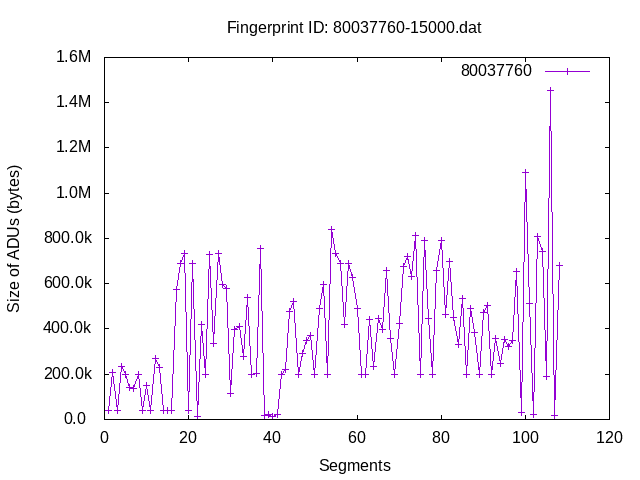 Fingerprint ID: 80037760-15000.dat
80037760
1.6M
1.4M
1.2M
1.0M
800.0k
600.0k
400.0k
200.0k
0.0
Size of ADUs (bytes)
0 20 40 60 80 100 120
Segments